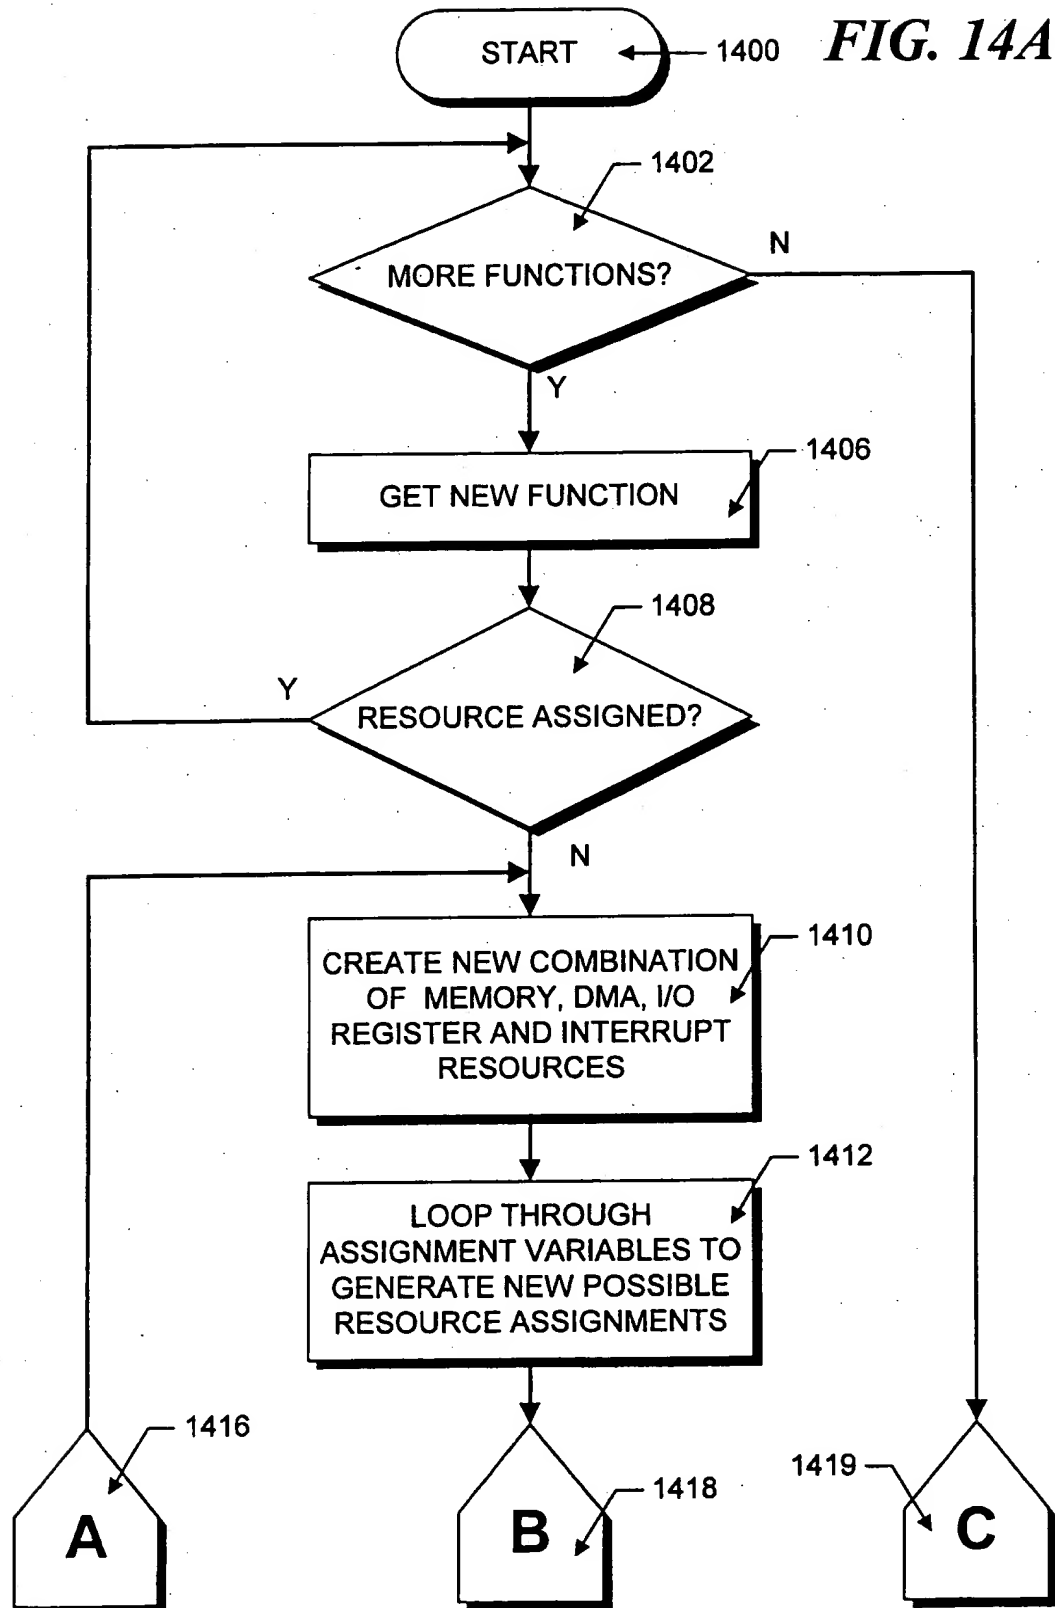 START
1400
FIG. 14A
1402
MORE FUNCTIONS?
N
Y
1406
GET NEW FUNCTION
1408
Y
RESOURCE ASSIGNED?
N
1410
CREATE NEW COMBINATION
OF MEMORY, DMA, I/O
REGISTER AND INTERRUPT
RESOURCES
1412
LOOP THROUGH
ASSIGNMENT VARIABLES TO
GENERATE NEW POSSIBLE
RESOURCE ASSIGNMENTS
1416
A
1418
B
1419
C